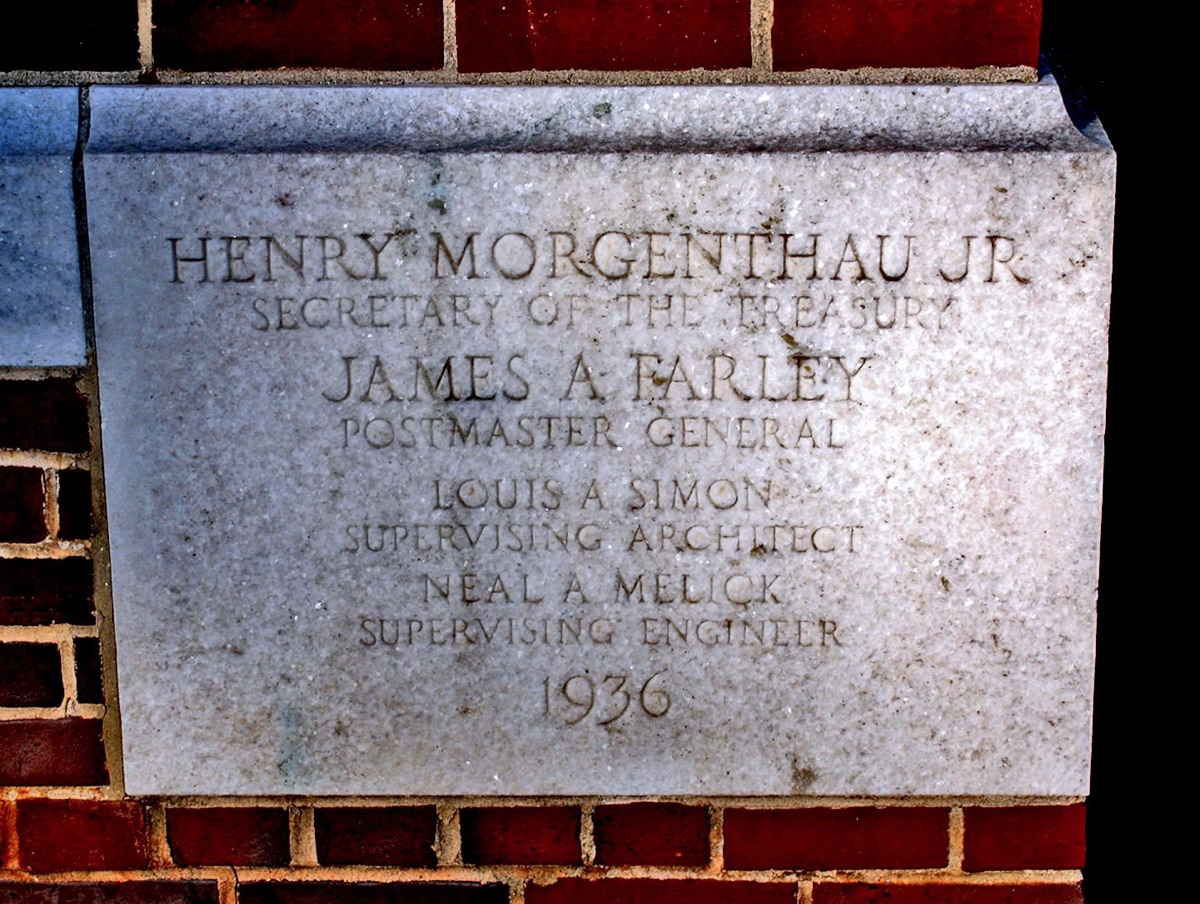 HENRY MORGENTHAU JR
SECRETARY OF THE TREASURY
JAMES A FARLEY
POSTMASTER GENERAL
LOUIS A SIMON
SUPERVISING ARCHITECT
NEAL A MELICK
SUPERVISING ENGINEER
1936